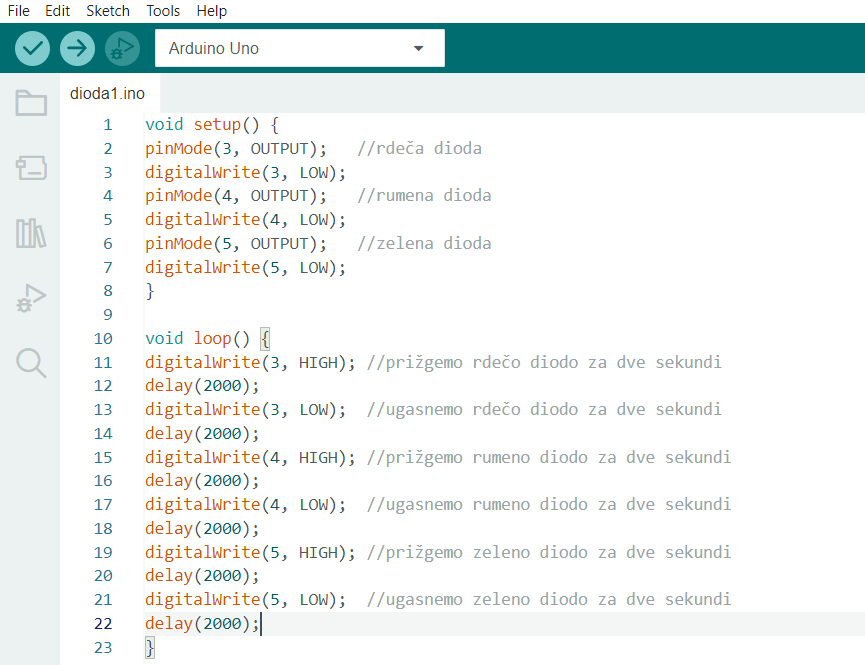 File Edit Sketch Tools Help
Arduino Uno
dioda1.ino
1 void setup() {
2 pinMode(3, OUTPUT); //rdeča dioda
3 digitalWrite(3, LOW);
4 pinMode(4, OUTPUT); //rumena dioda
5 digitalWrite(4, LOW);
6 pinMode(5, OUTPUT); //zelena dioda
7 digitalWrite(5, LOW);
8 }
9
10 void loop() {
11 digitalWrite(3, HIGH); //prižgemo rdečo diodo za dve sekundi
12 delay(2000);
13 digitalWrite(3, LOW); //ugasnemo rdečo diodo za dve sekundi
14 delay(2000);
15 digitalWrite(4, HIGH); //prižgemo rumeno diodo za dve sekundi
16 delay(2000);
17 digitalWrite(4, LOW); //ugasnemo rumeno diodo za dve sekundi
18 delay(2000);
19 digitalWrite(5, HIGH); //prižgemo zeleno diodo za dve sekundi
20 delay(2000);
21 digitalWrite(5, LOW); //ugasnemo zeleno diodo za dve sekundi
22 delay(2000);
23 }